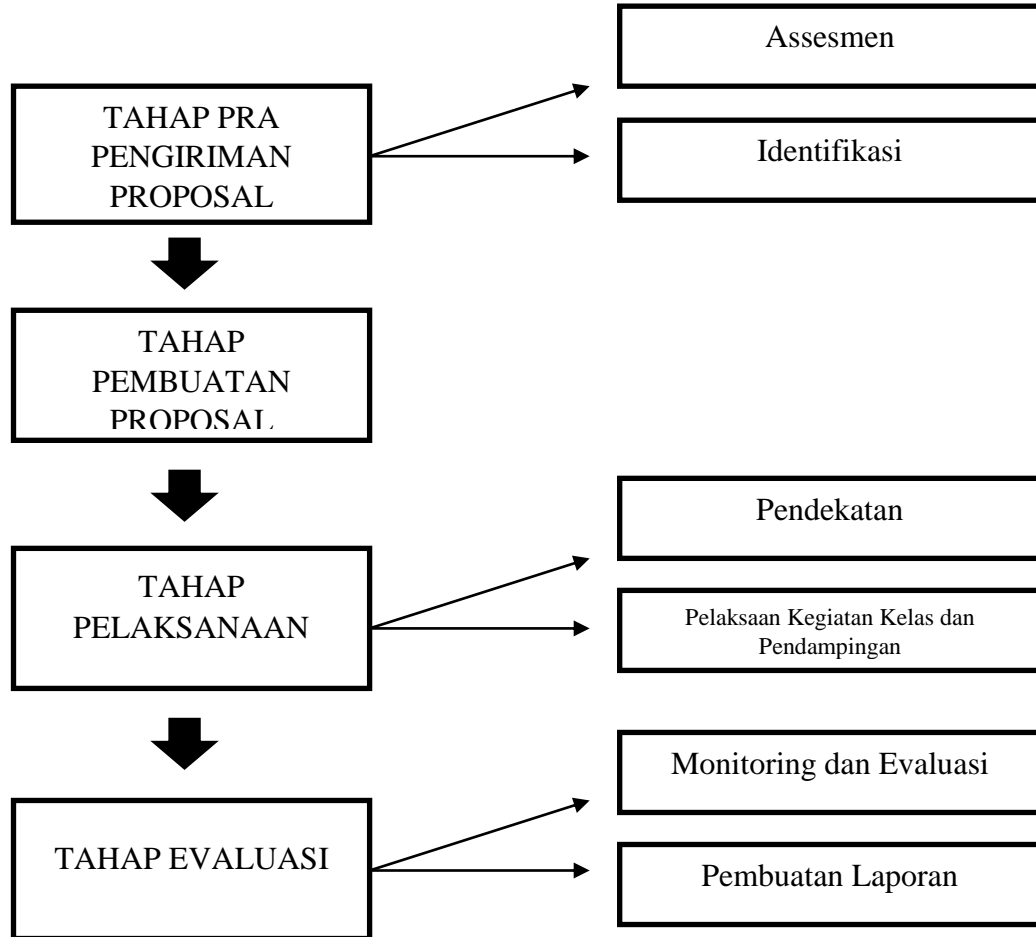 Assesmen
TAHAP PRA
PENGIRIMAN
PROPOSAL
Identifikasi
TAHAP
PEMBUATAN
PROPOSAL
Pendekatan
TAHAP
PELAKSANAAN
Pelaksaan Kegiatan Kelas dan
Pendampingan
Monitoring dan Evaluasi
TAHAP EVALUASI
Pembuatan Laporan